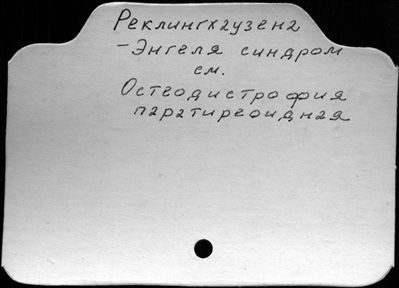 Реклингхаузена
-Энгеля синдром
см.
Остеодистрофия
паратиреоидная